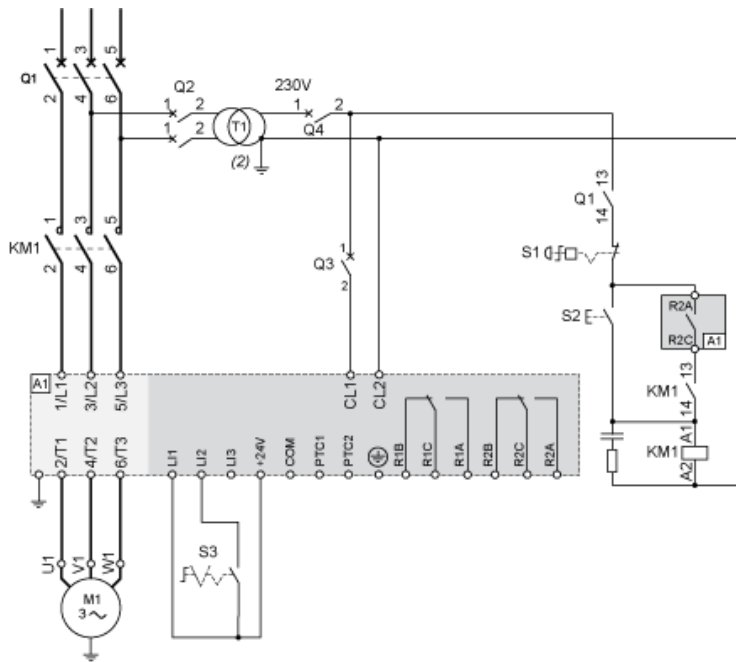 1 3 5
Q1
2 4 6
Q2
1 2
1 2
T1
(2)
230V
1 2
Q4
Q1 13
14
S1
S2
R2A
R2C
A1
KM1 13
14
KM1 A1
A2
1 3 5
KM1
2 4 6
Q3 1
2
A1
1/L1 3/L2 5/L3 CL1 CL2
2/T1 4/T2 6/T3 LI1 LI2 LI3 +24V COM PTC1 PTC2 R1B R1C R1A R2B R2C R2A
S3
U1 V1 W1
M1
3